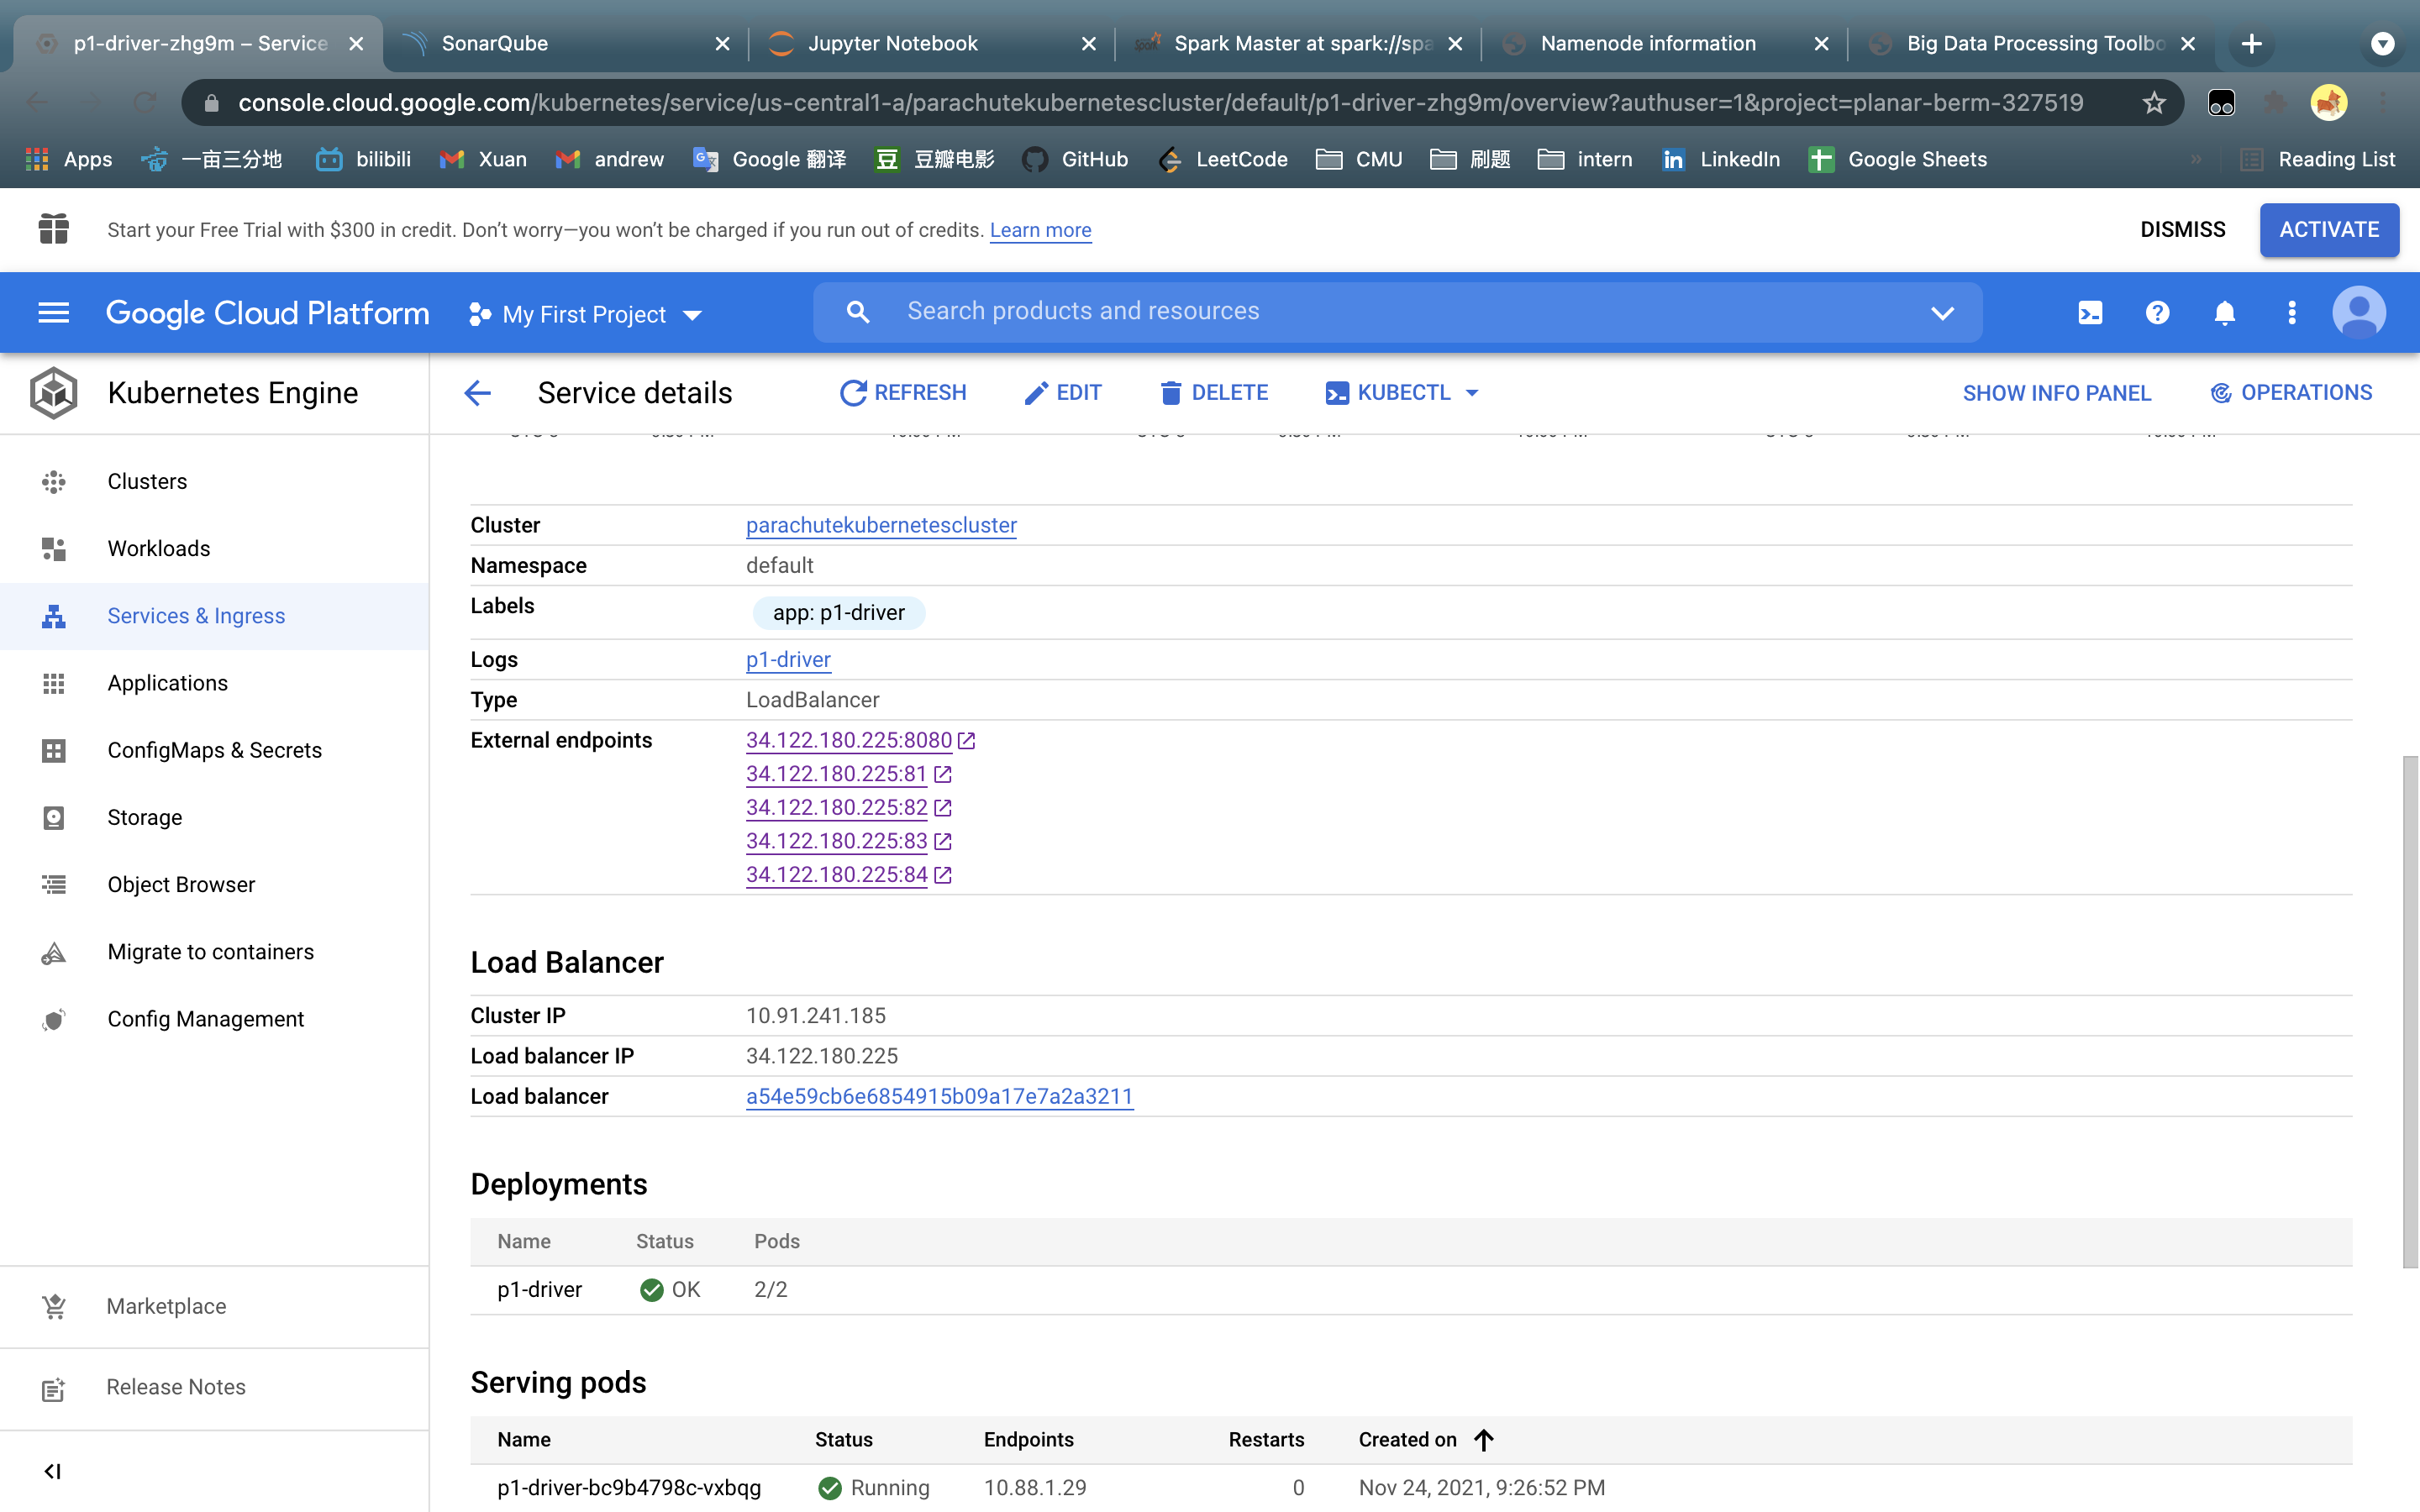 p1-driver-zhg9m – Service
SonarQube
Jupyter Notebook
Spark Master at spark://spa
Namenode information
Big Data Processing Toolbo
console.cloud.google.com/kubernetes/service/us-central1-a/parachutekubernetescluster/default/p1-driver-zhg9m/overview?authuser=1&project=planar-berm-327519
Apps 一亩三分地 bilibili Xuan andrew Google 翻译 豆瓣电影 GitHub LeetCode CMU 刷题 intern LinkedIn Google Sheets » Reading List
Start your Free Trial with $300 in credit. Don’t worry—you won’t be charged if you run out of credits. Learn more
DISMISS ACTIVATE
Google Cloud Platform My First Project Search products and resources
Kubernetes Engine
Service details REFRESH EDIT DELETE KUBECTL SHOW INFO PANEL OPERATIONS
Clusters
Workloads
Services & Ingress
Applications
ConfigMaps & Secrets
Storage
Object Browser
Migrate to containers
Config Management
Marketplace
Release Notes
Cluster parachutekubernetescluster
Namespace default
Labels app: p1-driver
Logs p1-driver
Type LoadBalancer
External endpoints 34.122.180.225:8080
34.122.180.225:81
34.122.180.225:82
34.122.180.225:83
34.122.180.225:84
Load Balancer
Cluster IP 10.91.241.185
Load balancer IP 34.122.180.225
Load balancer a54e59cb6e6854915b09a17e7a2a3211
Deployments
Name Status Pods
p1-driver OK 2/2
Serving pods
Name Status Endpoints Restarts Created on
p1-driver-bc9b4798c-vxbqg Running 10.88.1.29 0 Nov 24, 2021, 9:26:52 PM